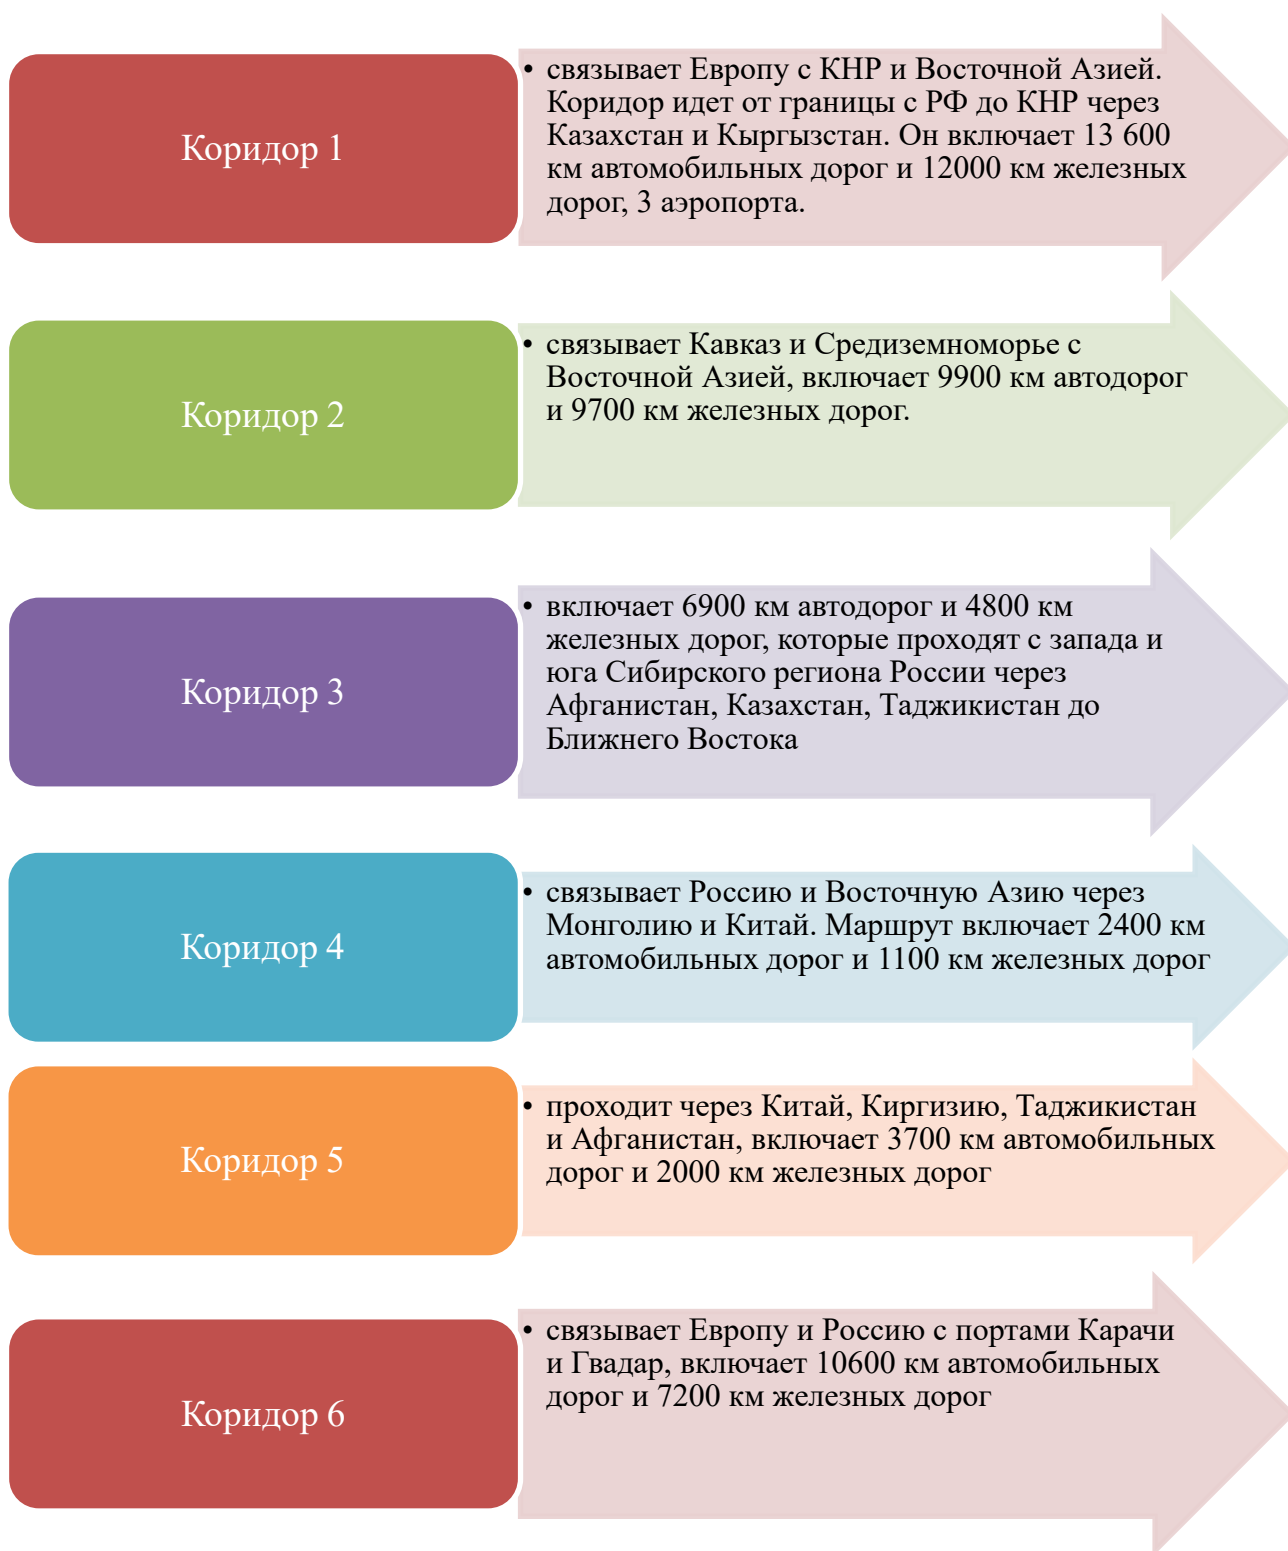 Коридор 1
• связывает Европу с КНР и Восточной Азией.
Коридор идет от границы с РФ до КНР через
Казахстан и Кыргызстан. Он включает 13 600
км автомобильных дорог и 12000 км железных
дорог, 3 аэропорта.
Коридор 2
• связывает Кавказ и Средиземноморье с
Восточной Азией, включает 9900 км автодорог
и 9700 км железных дорог.
Коридор 3
• включает 6900 км автодорог и 4800 км
железных дорог, которые проходят с запада и
юга Сибирского региона России через
Афганистан, Казахстан, Таджикистан до
Ближнего Востока
Коридор 4
• связывает Россию и Восточную Азию через
Монголию и Китай. Маршрут включает 2400 км
автомобильных дорог и 1100 км железных дорог
Коридор 5
• проходит через Китай, Киргизию, Таджикистан
и Афганистан, включает 3700 км автомобильных
дорог и 2000 км железных дорог
Коридор 6
• связывает Европу и Россию с портами Карачи
и Гвадар, включает 10600 км автомобильных
дорог и 7200 км железных дорог